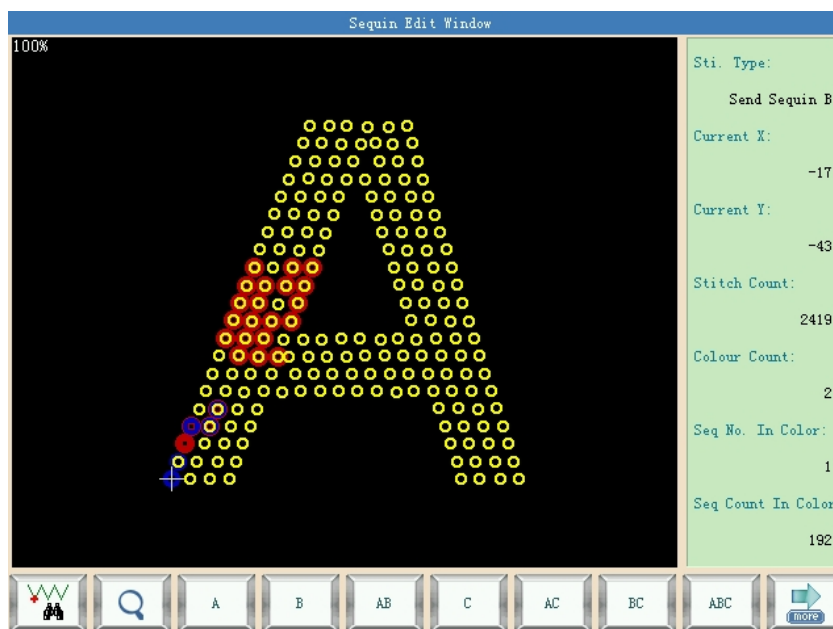 Sequin Edit Window
100%
Sti. Type:
Send Sequin B
Current X:
-17
Current Y:
-43
Stitch Count:
2419
Colour Count:
2
Seq No. In Color:
1
Seq Count In Color
192
A B AB C AC BC ABC more